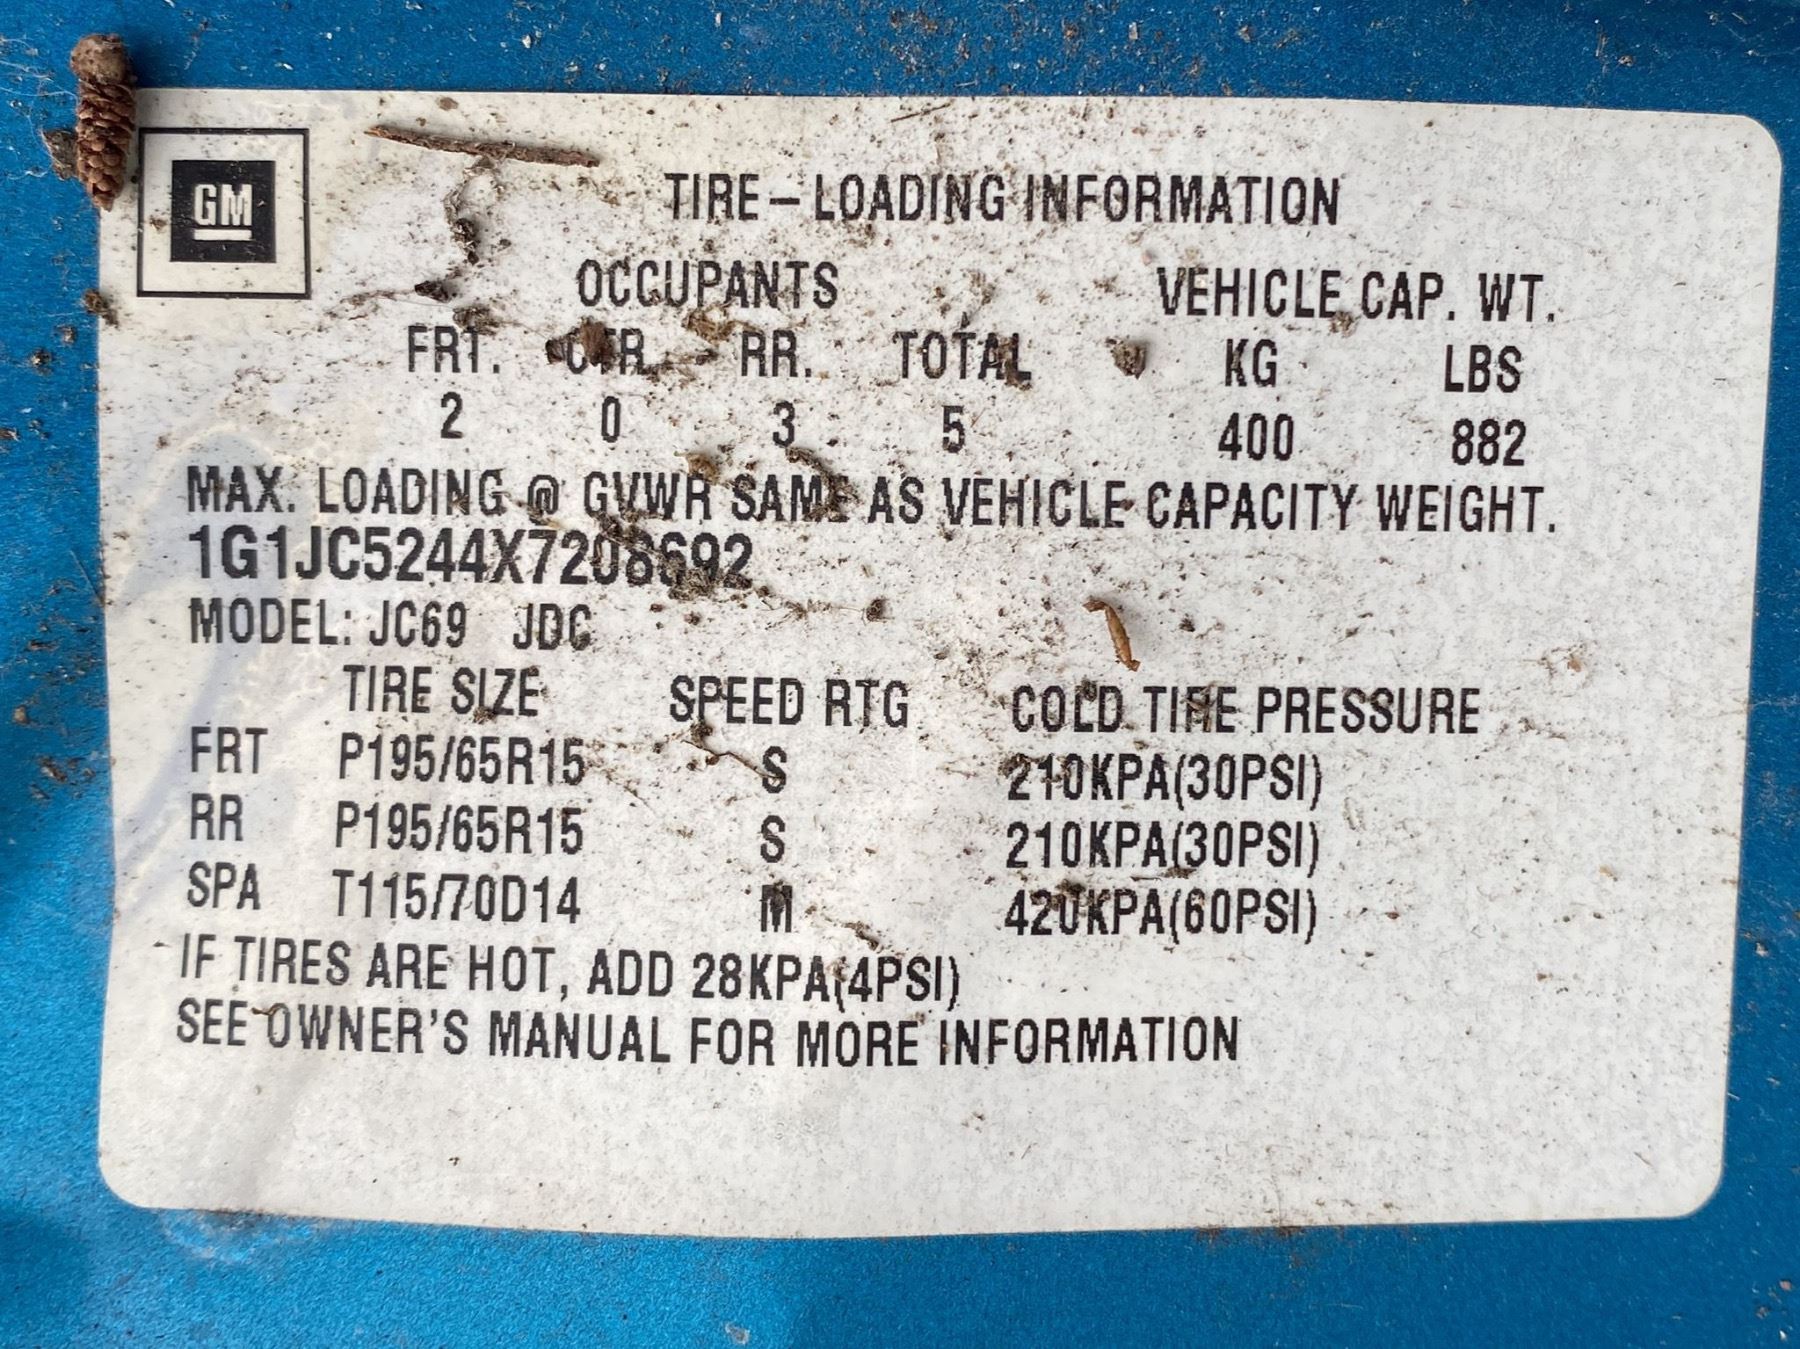 GM
TIRE – LOADING INFORMATION
OCCUPANTS VEHICLE CAP. WT.
FRT. CTR. RR. TOTAL KG LBS
2 0 3 5 400 882
MAX. LOADING @ GVWR SAME AS VEHICLE CAPACITY WEIGHT.
1G1JC5244X7208692
MODEL: JC69 JDC
TIRE SIZE SPEED RTG COLD TIRE PRESSURE
FRT P195/65R15 S 210KPA(30PSI)
RR P195/65R15 S 210KPA(30PSI)
SPA T115/70D14 M 420KPA(60PSI)
IF TIRES ARE HOT, ADD 28KPA(4PSI)
SEE OWNER'S MANUAL FOR MORE INFORMATION